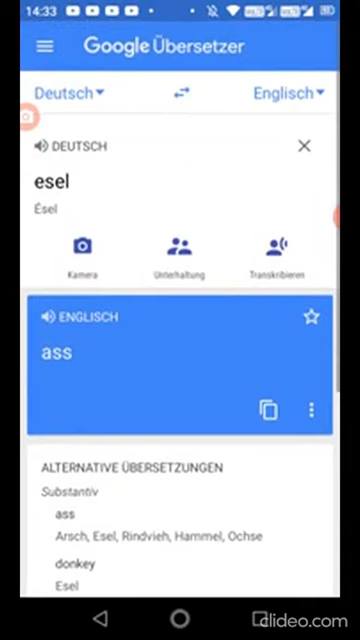 14:33
Google Übersetzer
Deutsch
Englisch
DEUTSCH
esel
Ésel
Kamera
Unterhaltung
Transkribieren
ENGLISCH
ass
ALTERNATIVE ÜBERSETZUNGEN
Substantiv
ass
Arsch, Esel, Rindvieh, Hammel, Ochse
donkey
Esel
clideo.com